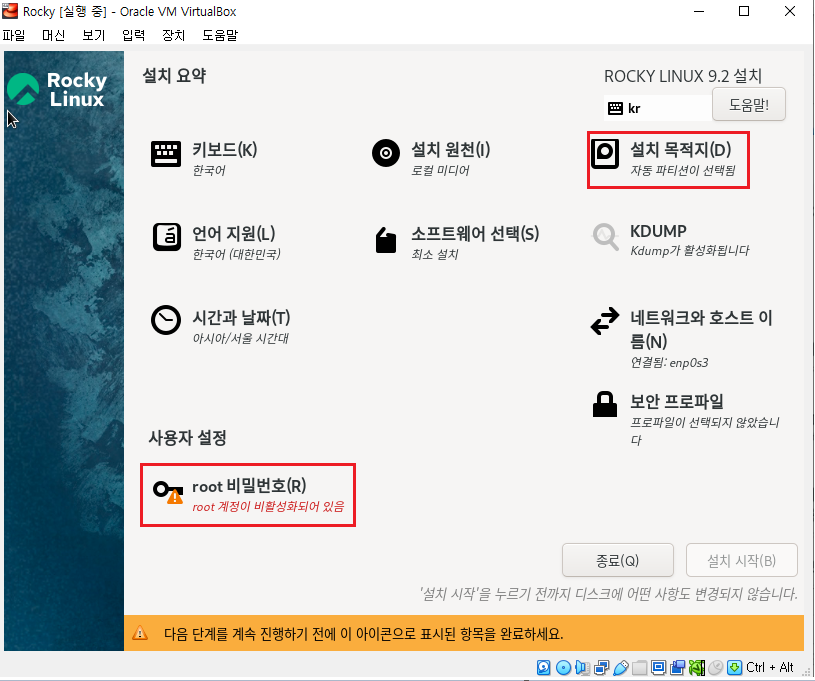 Rocky [실행 중] - Oracle VM VirtualBox
파일 머신 보기 입력 장치 도움말
Rocky
Linux
설치 요약
ROCKY LINUX 9.2 설치
kr
도움말!
키보드(K)
한국어
설치 원천(I)
로컬 미디어
설치 목적지(D)
자동 파티션이 선택됨
언어 지원(L)
한국어 (대한민국)
소프트웨어 선택(S)
최소 설치
KDUMP
Kdump가 활성화됩니다
시간과 날짜(T)
아시아/서울 시간대
네트워크와 호스트 이
름(N)
연결됨: enp0s3
보안 프로파일
프로파일이 선택되지 않았습니
다
사용자 설정
root 비밀번호(R)
root 계정이 비활성화되어 있음
종료(Q)
설치 시작(B)
'설치 시작'을 누르기 전까지 디스크에 어떤 사항도 변경되지 않습니다.
다음 단계를 계속 진행하기 전에 이 아이콘으로 표시된 항목을 완료하세요.
Ctrl + Alt